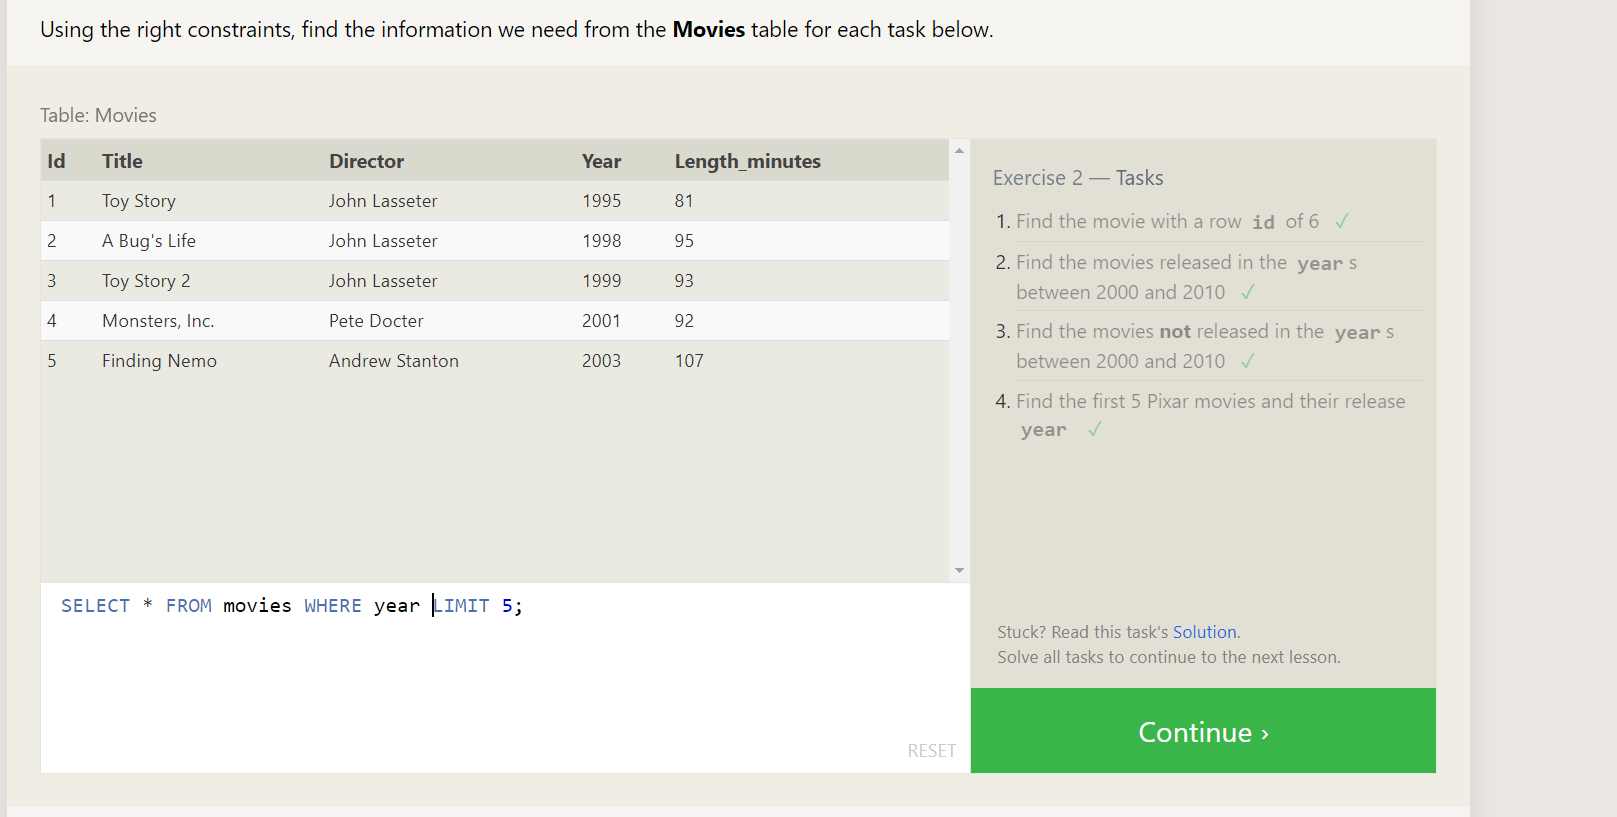 Using the right constraints, find the information we need from the Movies table for each task below.
Table: Movies
Id Title Director Year Length_minutes
1 Toy Story John Lasseter 1995 81
2 A Bug's Life John Lasseter 1998 95
3 Toy Story 2 John Lasseter 1999 93
4 Monsters, Inc. Pete Docter 2001 92
5 Finding Nemo Andrew Stanton 2003 107
SELECT * FROM movies WHERE year LIMIT 5;
RESET
Exercise 2 — Tasks
1. Find the movie with a row id of 6 ✓
2. Find the movies released in the year s
between 2000 and 2010 ✓
3. Find the movies not released in the year s
between 2000 and 2010 ✓
4. Find the first 5 Pixar movies and their release
year ✓
Stuck? Read this task's Solution.
Solve all tasks to continue to the next lesson.
Continue ›